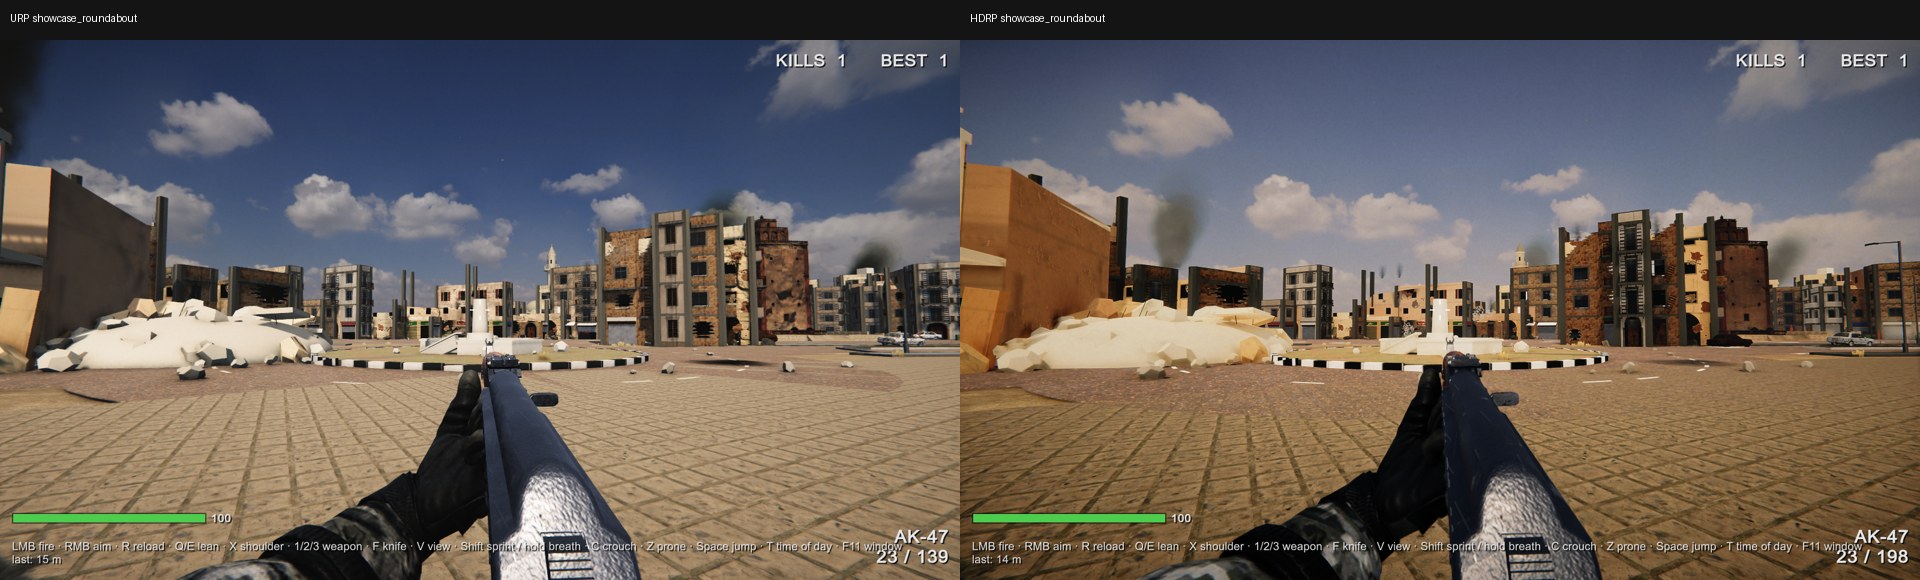 URP showcase_roundabout
KILLS 1 BEST 1
100
AK-47
LMB fire · RMB aim · R reload · Q/E lean · X shoulder · 1/2/3 weapon · F knife · V view · Shift sprint / hold breath · C crouch · Z prone · Space jump · T time of day · F11 window
23 / 139
last: 15 m
HDRP showcase_roundabout
KILLS 1 BEST 1
100
AK-47
LMB fire · RMB aim · R reload · Q/E lean · X shoulder · 1/2/3 weapon · F knife · V view · Shift sprint / hold breath · C crouch · Z prone · Space jump · T time of day · F11 window
23 / 198
last: 14 m